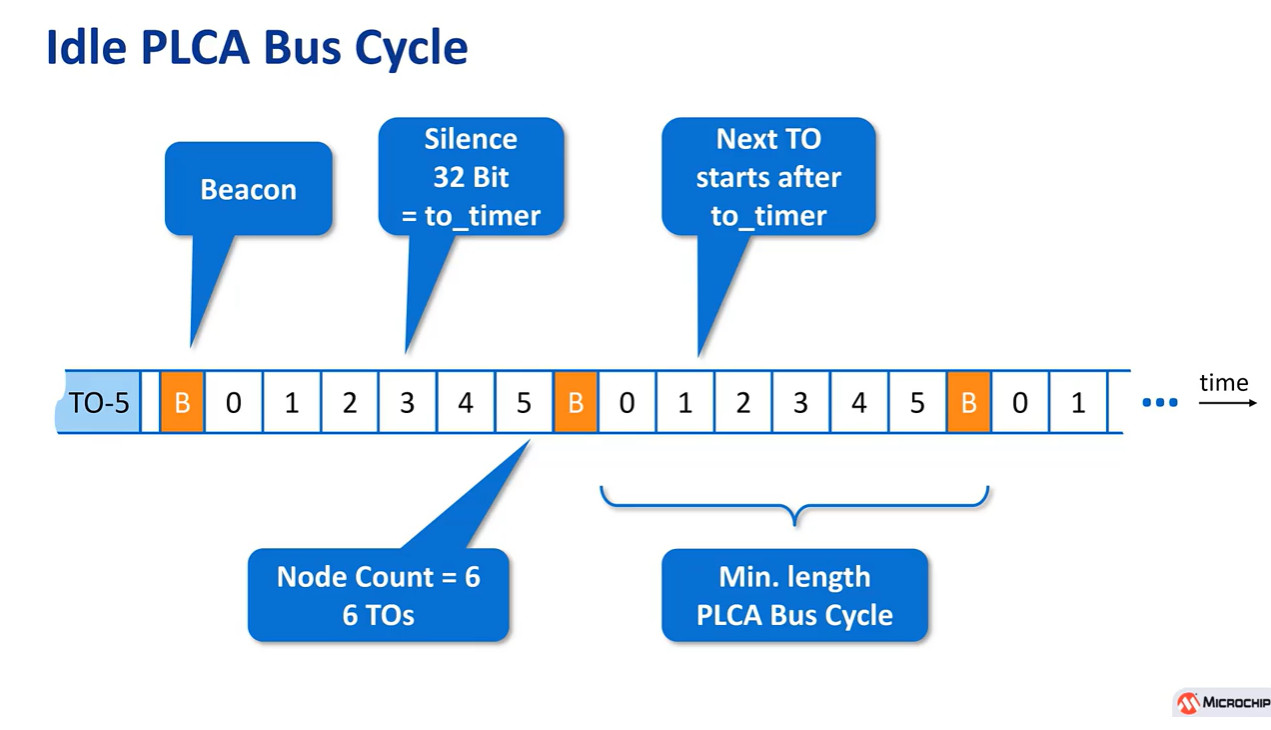 Idle PLCA Bus Cycle
Beacon
Silence
32 Bit
= to_timer
Next TO
starts after
to_timer
TO-5 B 0 1 2 3 4 5 B 0 1 2 3 4 5 B 0 1 ••• time
Node Count = 6
6 TOs
Min. length
PLCA Bus Cycle
MICROCHIP